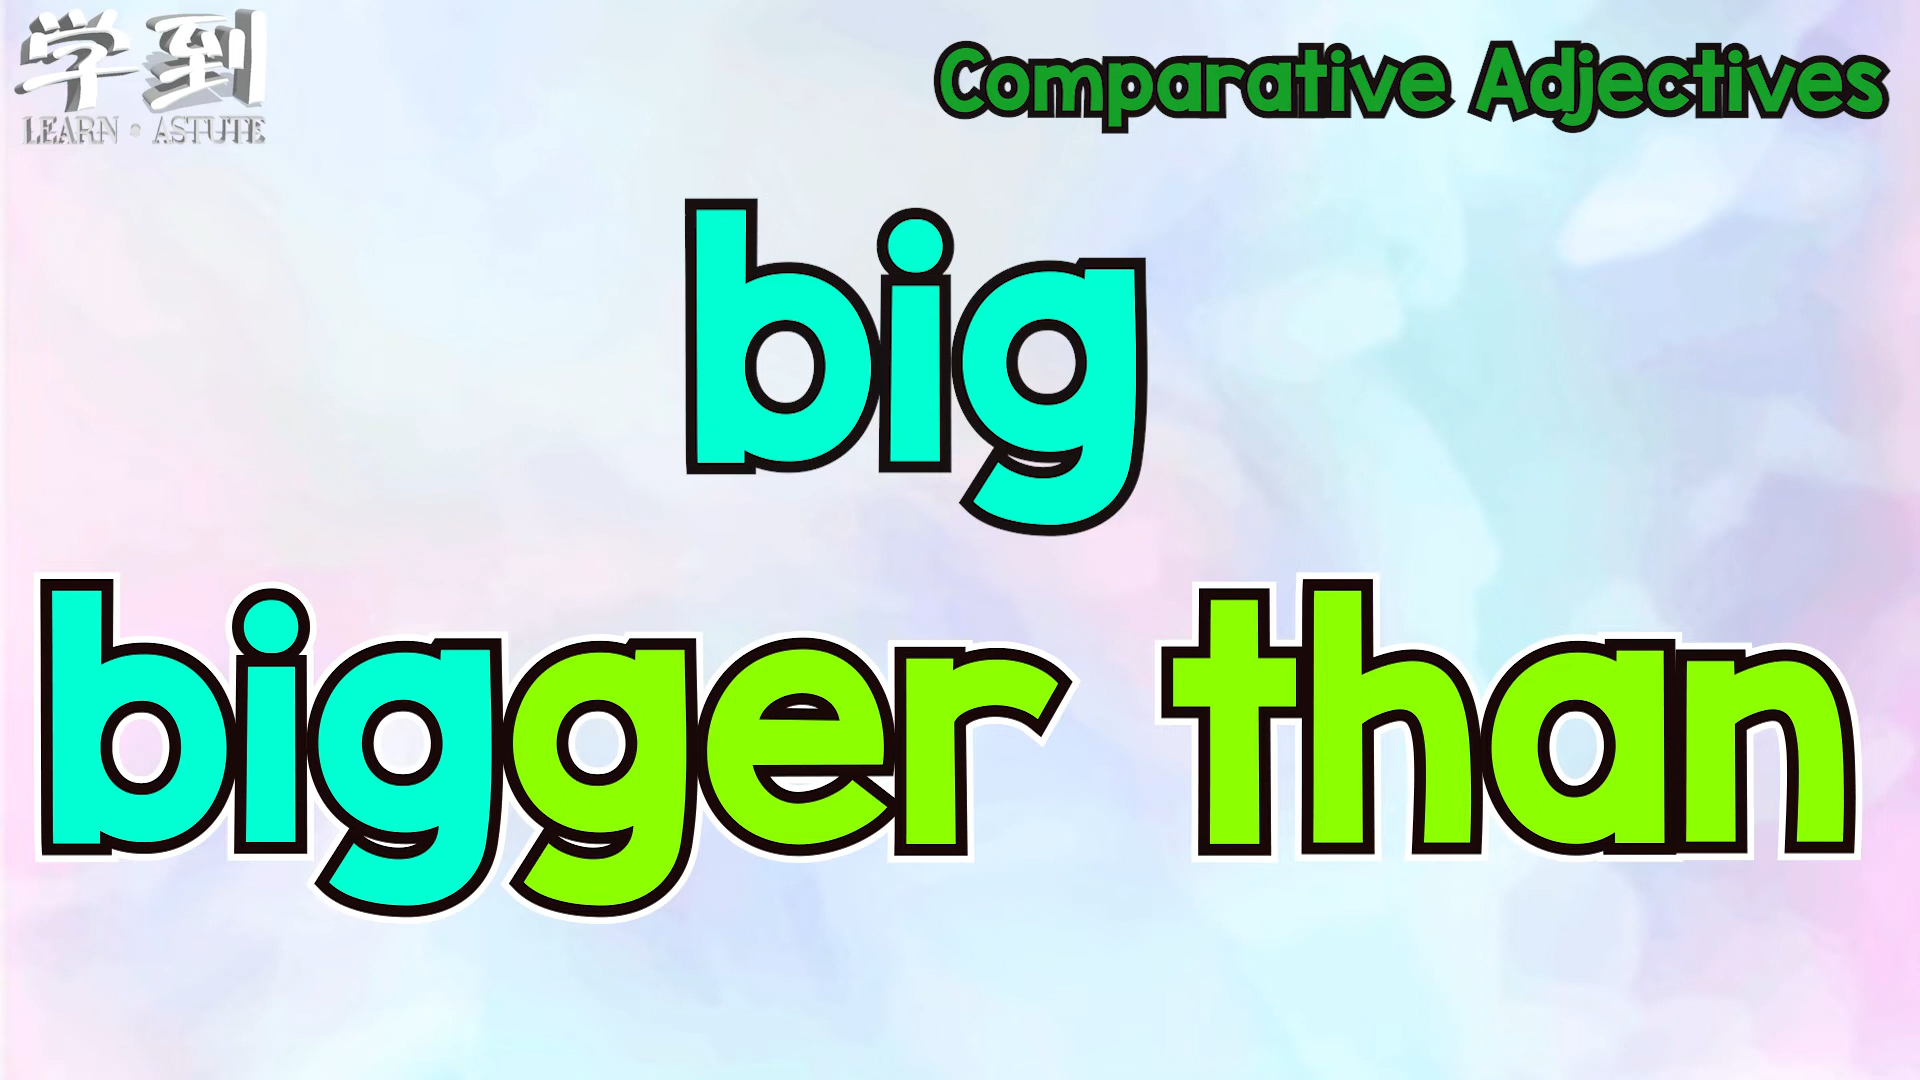 学到
LEARN • ASTUTE
Comparative Adjectives
big
bigger than